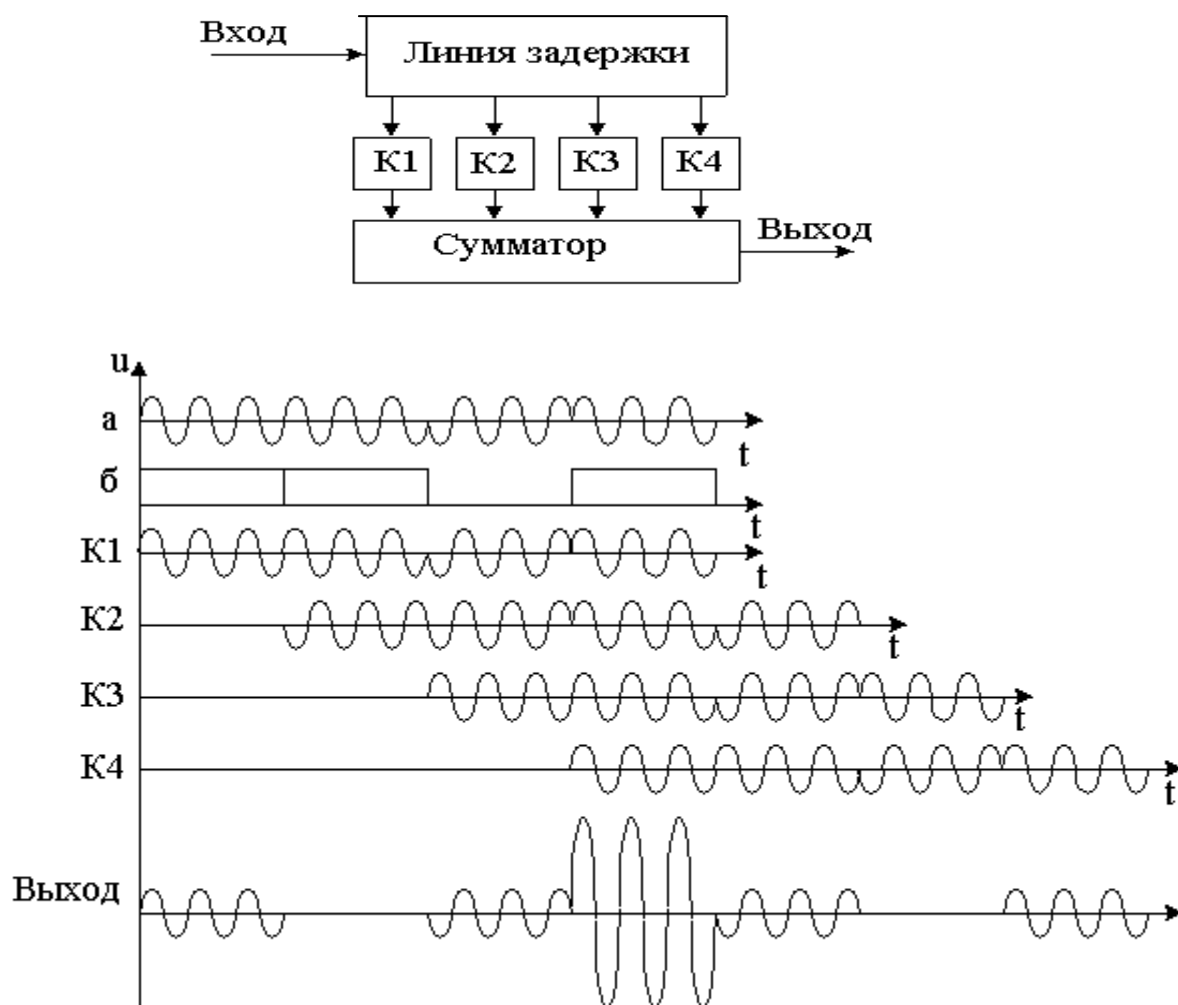 Вход
Линия задержки
К1 К2 К3 К4
Сумматор
Выход
u
а
t
б
t
К1
t
К2
t
К3
t
К4
t
Выход